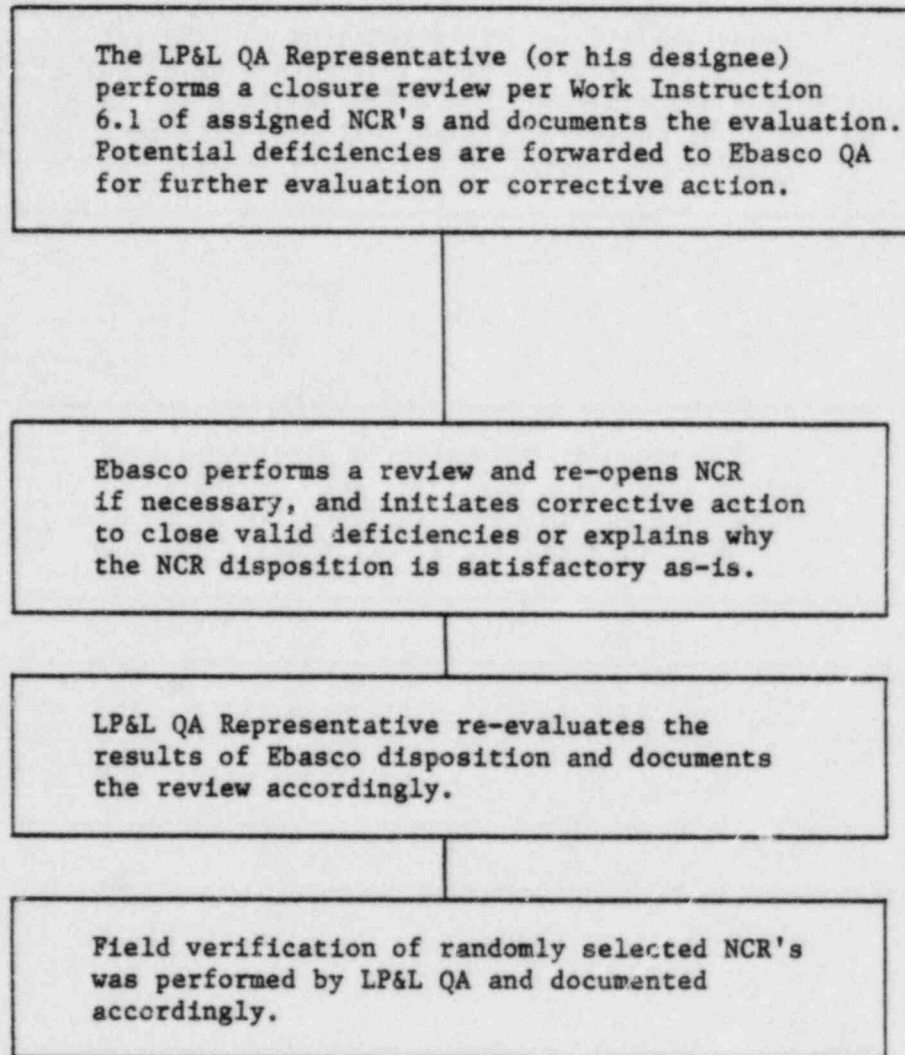 The LP&L QA Representative (or his designee)
performs a closure review per Work Instruction
6.1 of assigned NCR's and documents the evaluation.
Potential deficiencies are forwarded to Ebasco QA
for further evaluation or corrective action.
Ebasco performs a review and re-opens NCR
if necessary, and initiates corrective action
to close valid deficiencies or explains why
the NCR disposition is satisfactory as-is.
LP&L QA Representative re-evaluates the
results of Ebasco disposition and documents
the review accordingly.
Field verification of randomly selected NCR's
was performed by LP&L QA and documented
accordingly.